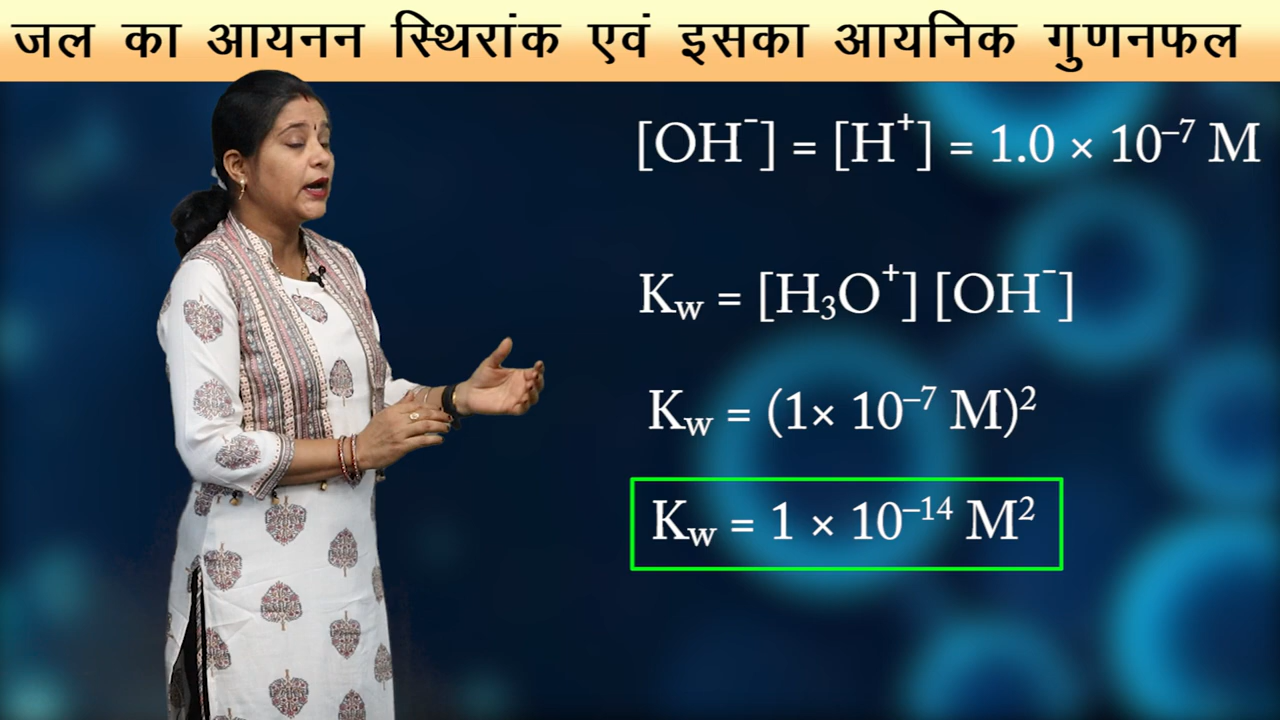 जल का आयनन स्थिरांक एवं इसका आयनिक गुणनफल
[OH⁻] = [H⁺] = 1.0 × 10⁻⁷ M
K_w = [H₃O⁺] [OH⁻]
K_w = (1× 10⁻⁷ M)²
K_w = 1 × 10⁻¹⁴ M²